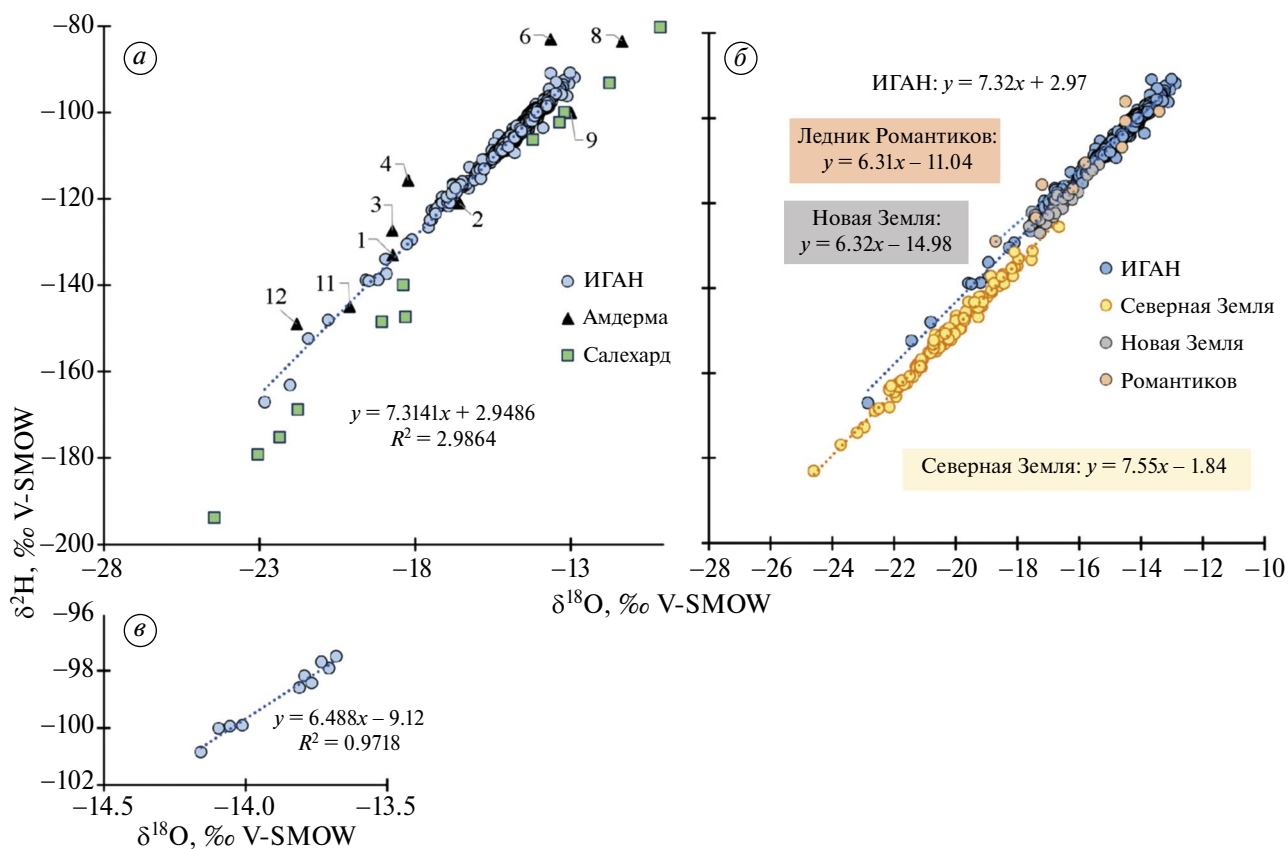 а
−80
−100
−120
−140
−160
−180
−200
δ²H, ‰ V-SMOW
6
8
9
4
3
2
1
11
12
ИГАН
Амдерма
Салехард
y = 7.3141x + 2.9486
R² = 2.9864
−28
−23
−18
−13
δ¹⁸O, ‰ V-SMOW
б
ИГАН: y = 7.32x + 2.97
Ледник Романтиков:
y = 6.31x – 11.04
Новая Земля:
y = 6.32x – 14.98
ИГАН
Северная Земля
Новая Земля
Романтиков
Северная Земля: y = 7.55x – 1.84
−28
−26
−24
−22
−20
−18
−16
−14
−12
−10
в
−96
−98
−100
−102
y = 6.488x – 9.12
R² = 0.9718
−14.5
−14.0
−13.5
δ¹⁸O, ‰ V-SMOW